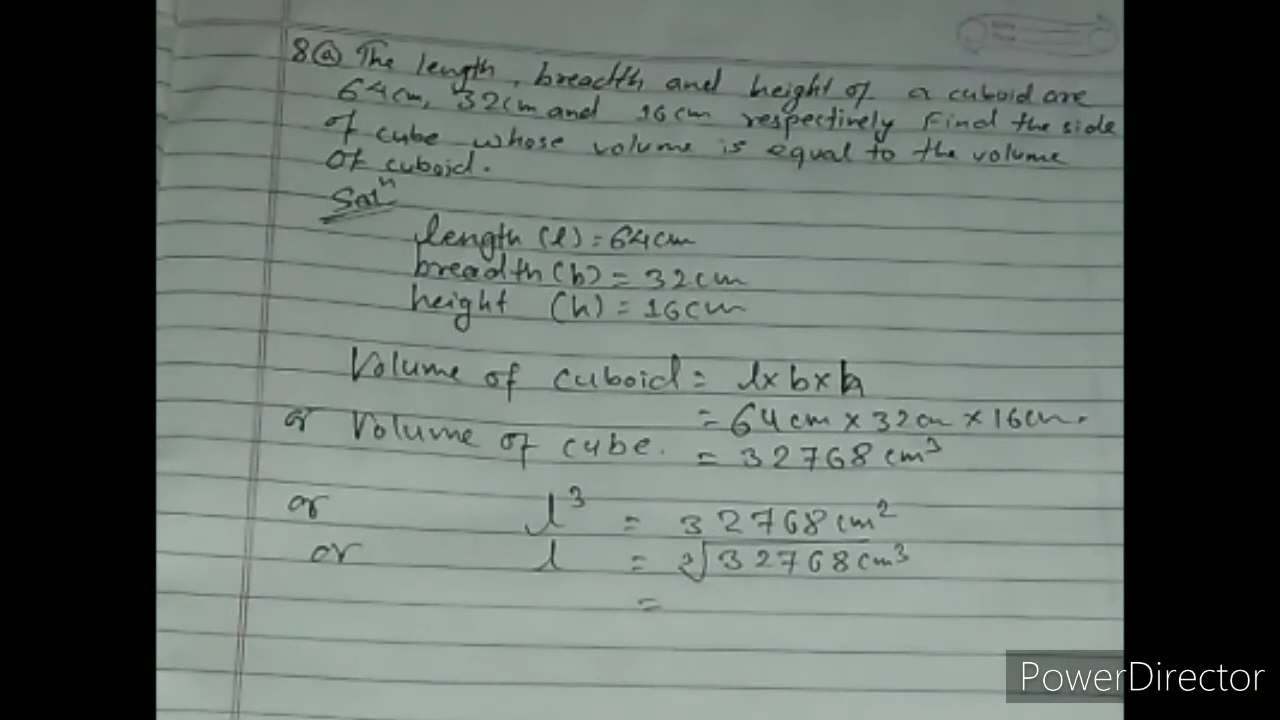 8(a) The length, breadth and height of a cuboid are
64cm, 32cm and 16cm respectively Find the side
of cube whose volume is equal to the volume
of cuboid.
Solⁿ
length (l) = 64cm
breadth (b) = 32cm
height (h) = 16cm
Volume of cuboid = l×b×h
= 64cm × 32cm × 16cm.
or Volume of cube. = 32768 cm³
or l³ = 32768 cm²
or l = ³√32768 cm³
=
PowerDirector